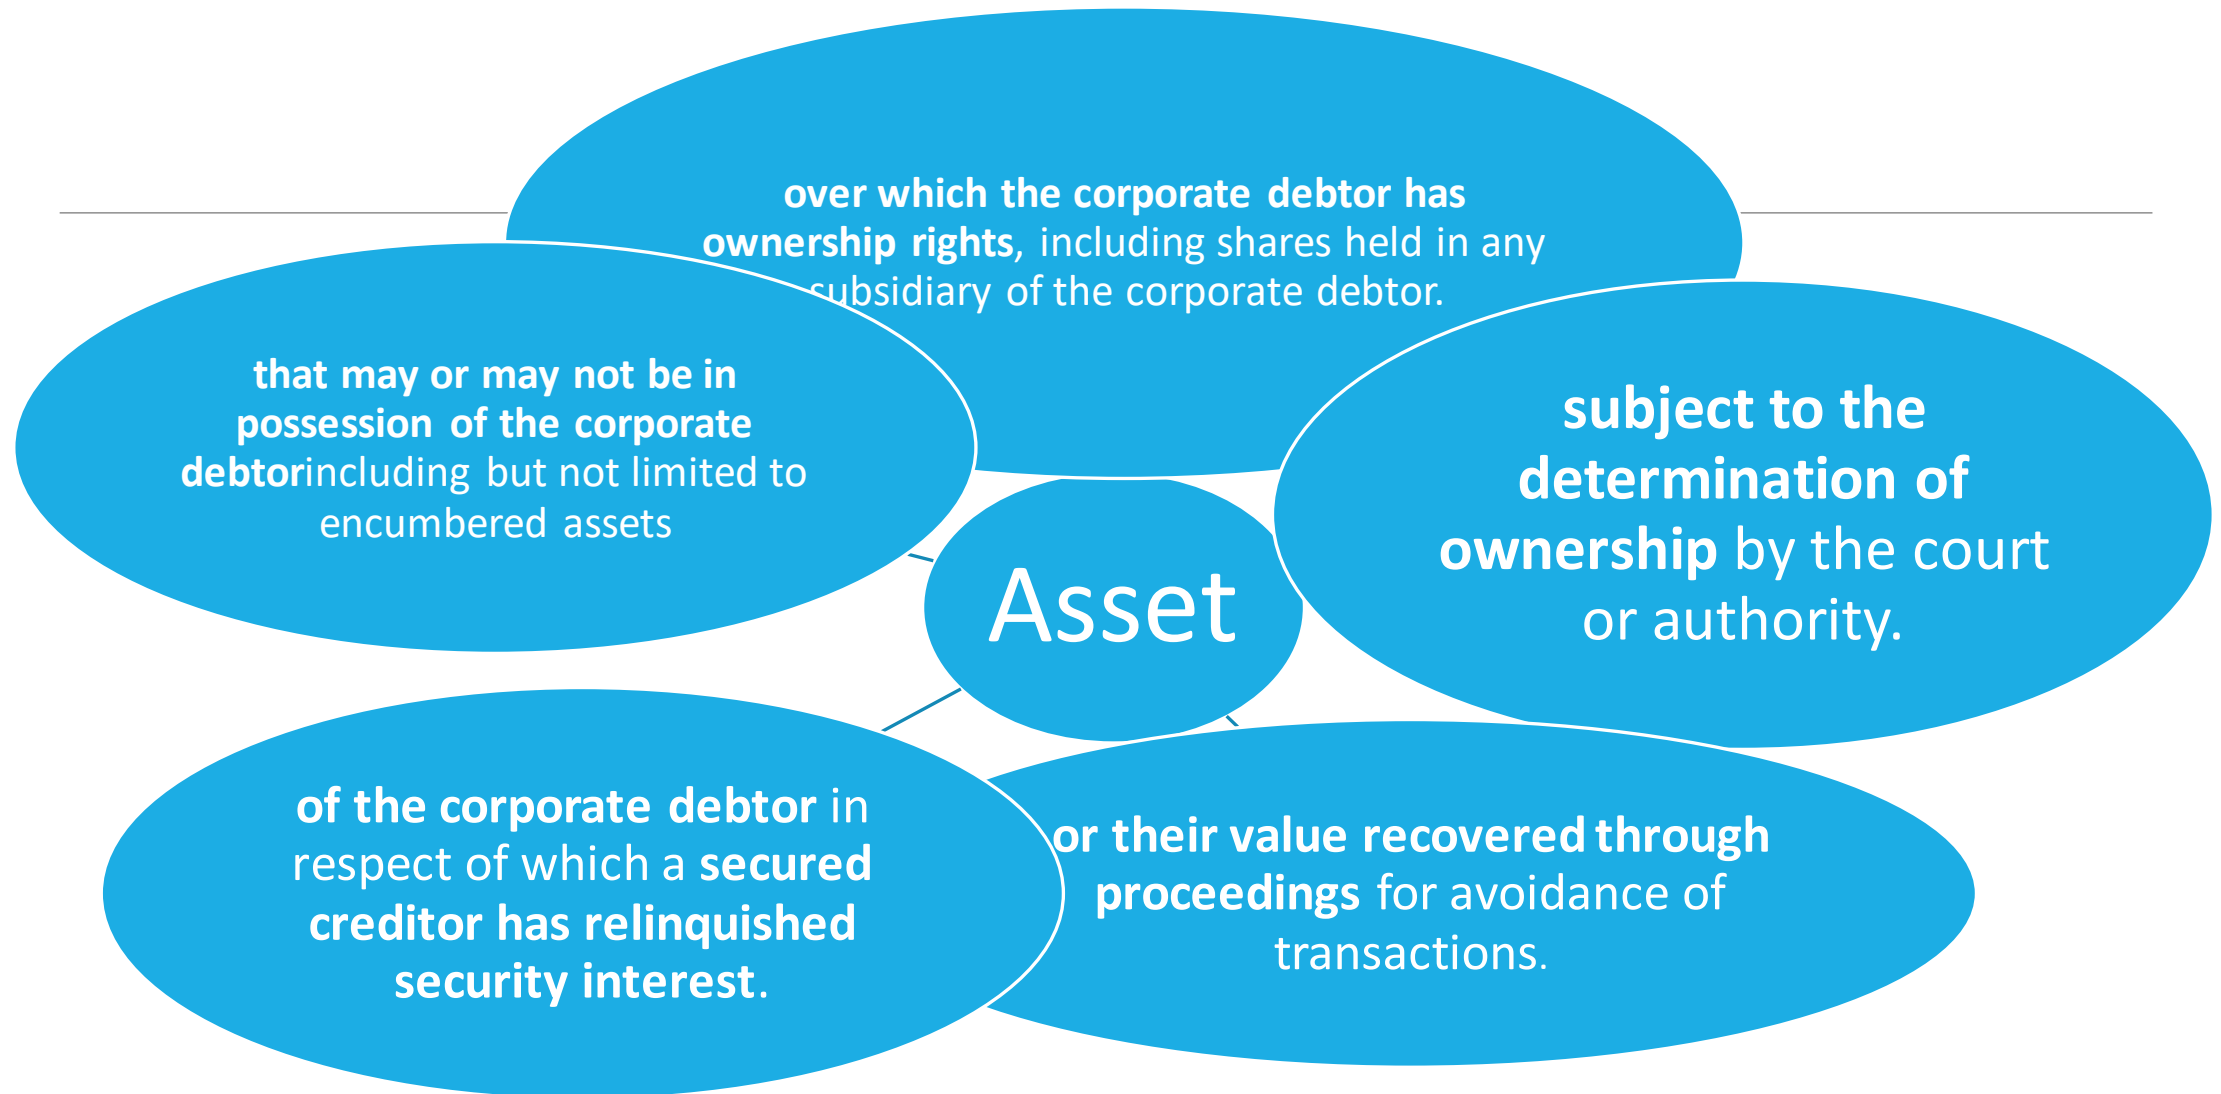 over which the corporate debtor has
ownership rights, including shares held in any
subsidiary of the corporate debtor.
that may or may not be in
possession of the corporate
debtorincluding but not limited to
encumbered assets
subject to the
determination of
ownership by the court
or authority.
Asset
of the corporate debtor in
respect of which a secured
creditor has relinquished
security interest.
or their value recovered through
proceedings for avoidance of
transactions.